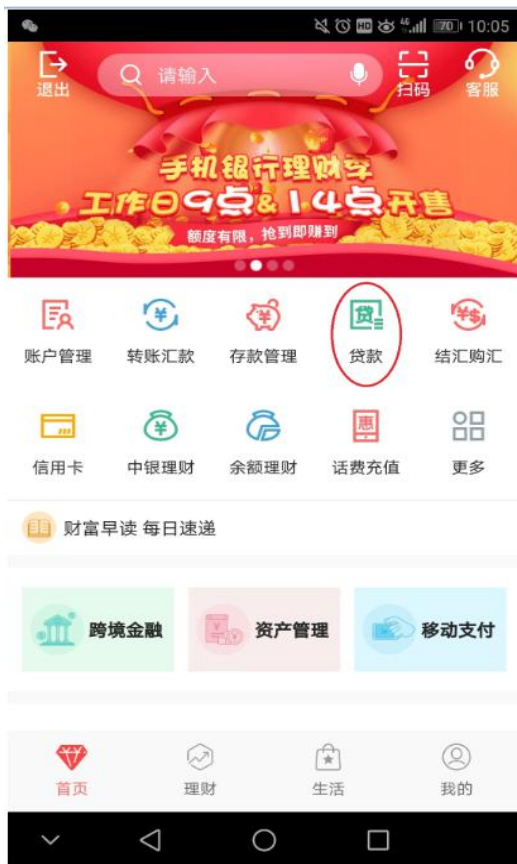 46
HD 70 10:05
退出 请输入 扫码 客服
手机银行理财季
工作日9点&14点开售
额度有限，抢到即赚到
贷
账户管理 转账汇款 存款管理 贷款 结汇购汇
惠
信用卡 中银理财 余额理财 话费充值 更多
财富早读 每日速递
跨境金融 资产管理 移动支付
首页 理财 生活 我的